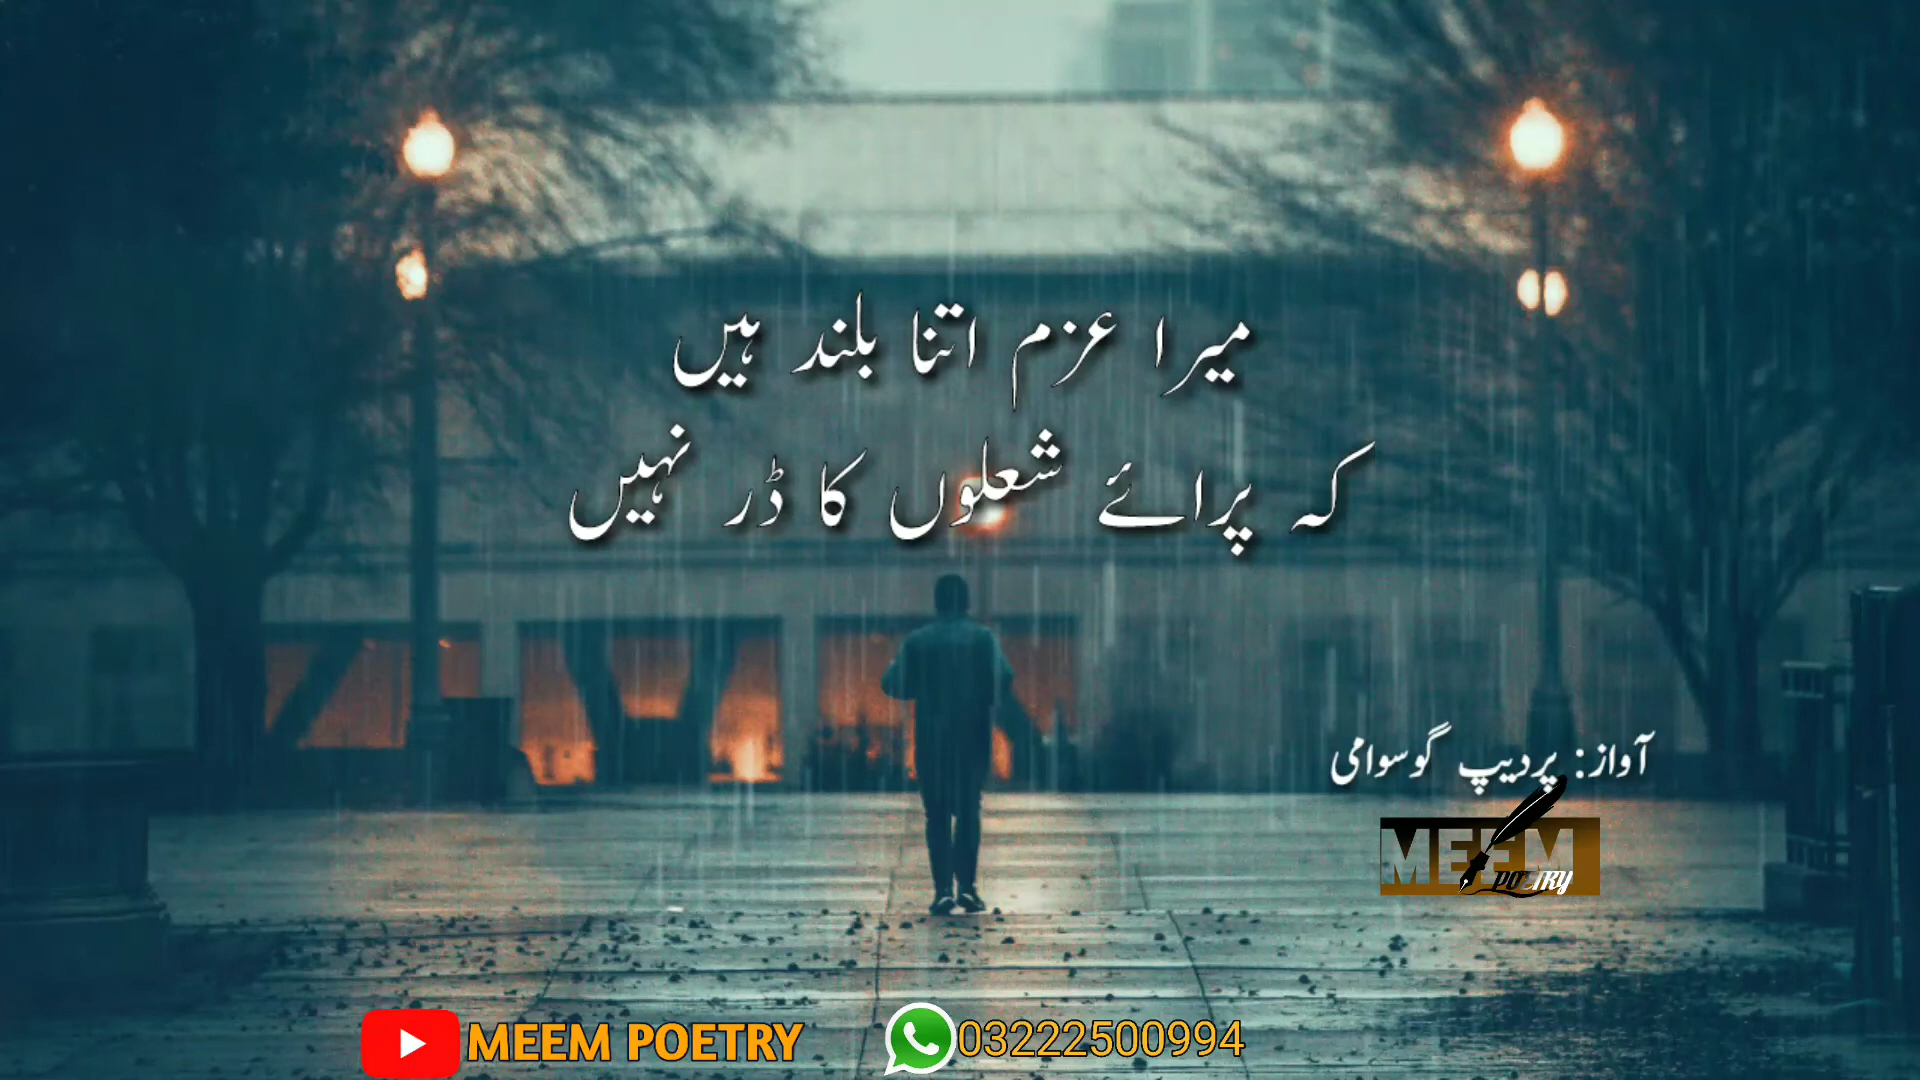 میرا عزم اتنا بلند ہیں
کہ پرائے شعلوں کا ڈر نہیں
آواز: پردیپ گوسوامی
MEEM
POETRY
MEEM POETRY
03222500994